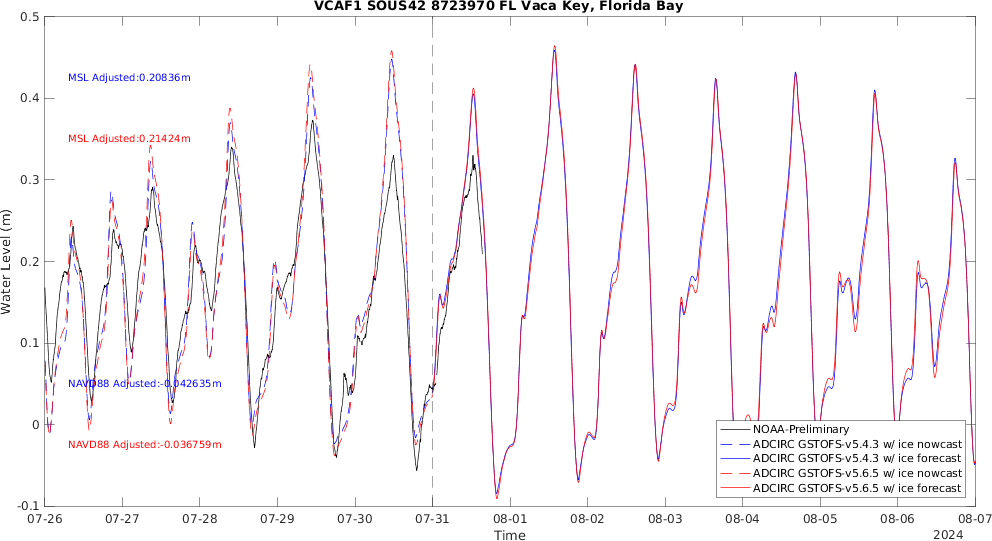 VCAF1 SOUS42 8723970 FL Vaca Key, Florida Bay
0.5
0.4
0.3
0.2
0.1
0
-0.1
Water Level (m)
MSL Adjusted:0.20836m
MSL Adjusted:0.21424m
NAVD88 Adjusted:-0.042635m
NAVD88 Adjusted:-0.036759m
NOAA-Preliminary
ADCIRC GSTOFS-v5.4.3 w/ ice nowcast
ADCIRC GSTOFS-v5.4.3 w/ ice forecast
ADCIRC GSTOFS-v5.6.5 w/ ice nowcast
ADCIRC GSTOFS-v5.6.5 w/ ice forecast
07-26 07-27 07-28 07-29 07-30 07-31 08-01 08-02 08-03 08-04 08-05 08-06 08-07
Time
2024